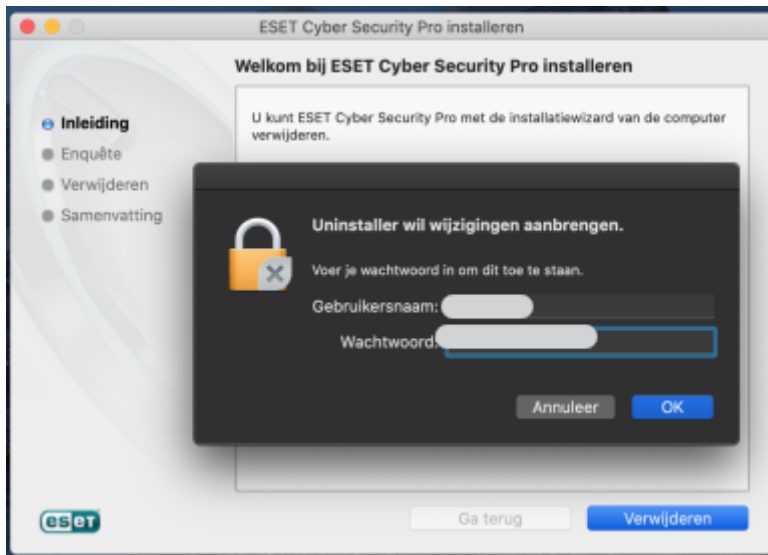 ESET Cyber Security Pro installeren
Welkom bij ESET Cyber Security Pro installeren
Inleiding
Enquête
Verwijderen
Samenvatting
U kunt ESET Cyber Security Pro met de installatiewizard van de computer
verwijderen.
Uninstaller wil wijzigingen aanbrengen.
Voer je wachtwoord in om dit toe te staan.
Gebruikersnaam:
Wachtwoord:
Annuleer
OK
eset
Ga terug
Verwijderen